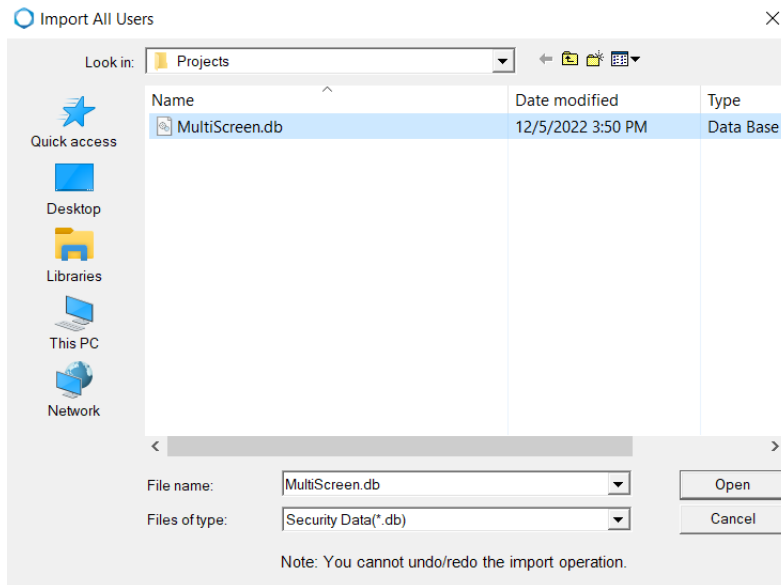 Import All Users
Look in: Projects
Name Date modified Type
MultiScreen.db 12/5/2022 3:50 PM Data Base
Quick access
Desktop
Libraries
This PC
Network
File name: MultiScreen.db Open
Files of type: Security Data(*.db) Cancel
Note: You cannot undo/redo the import operation.